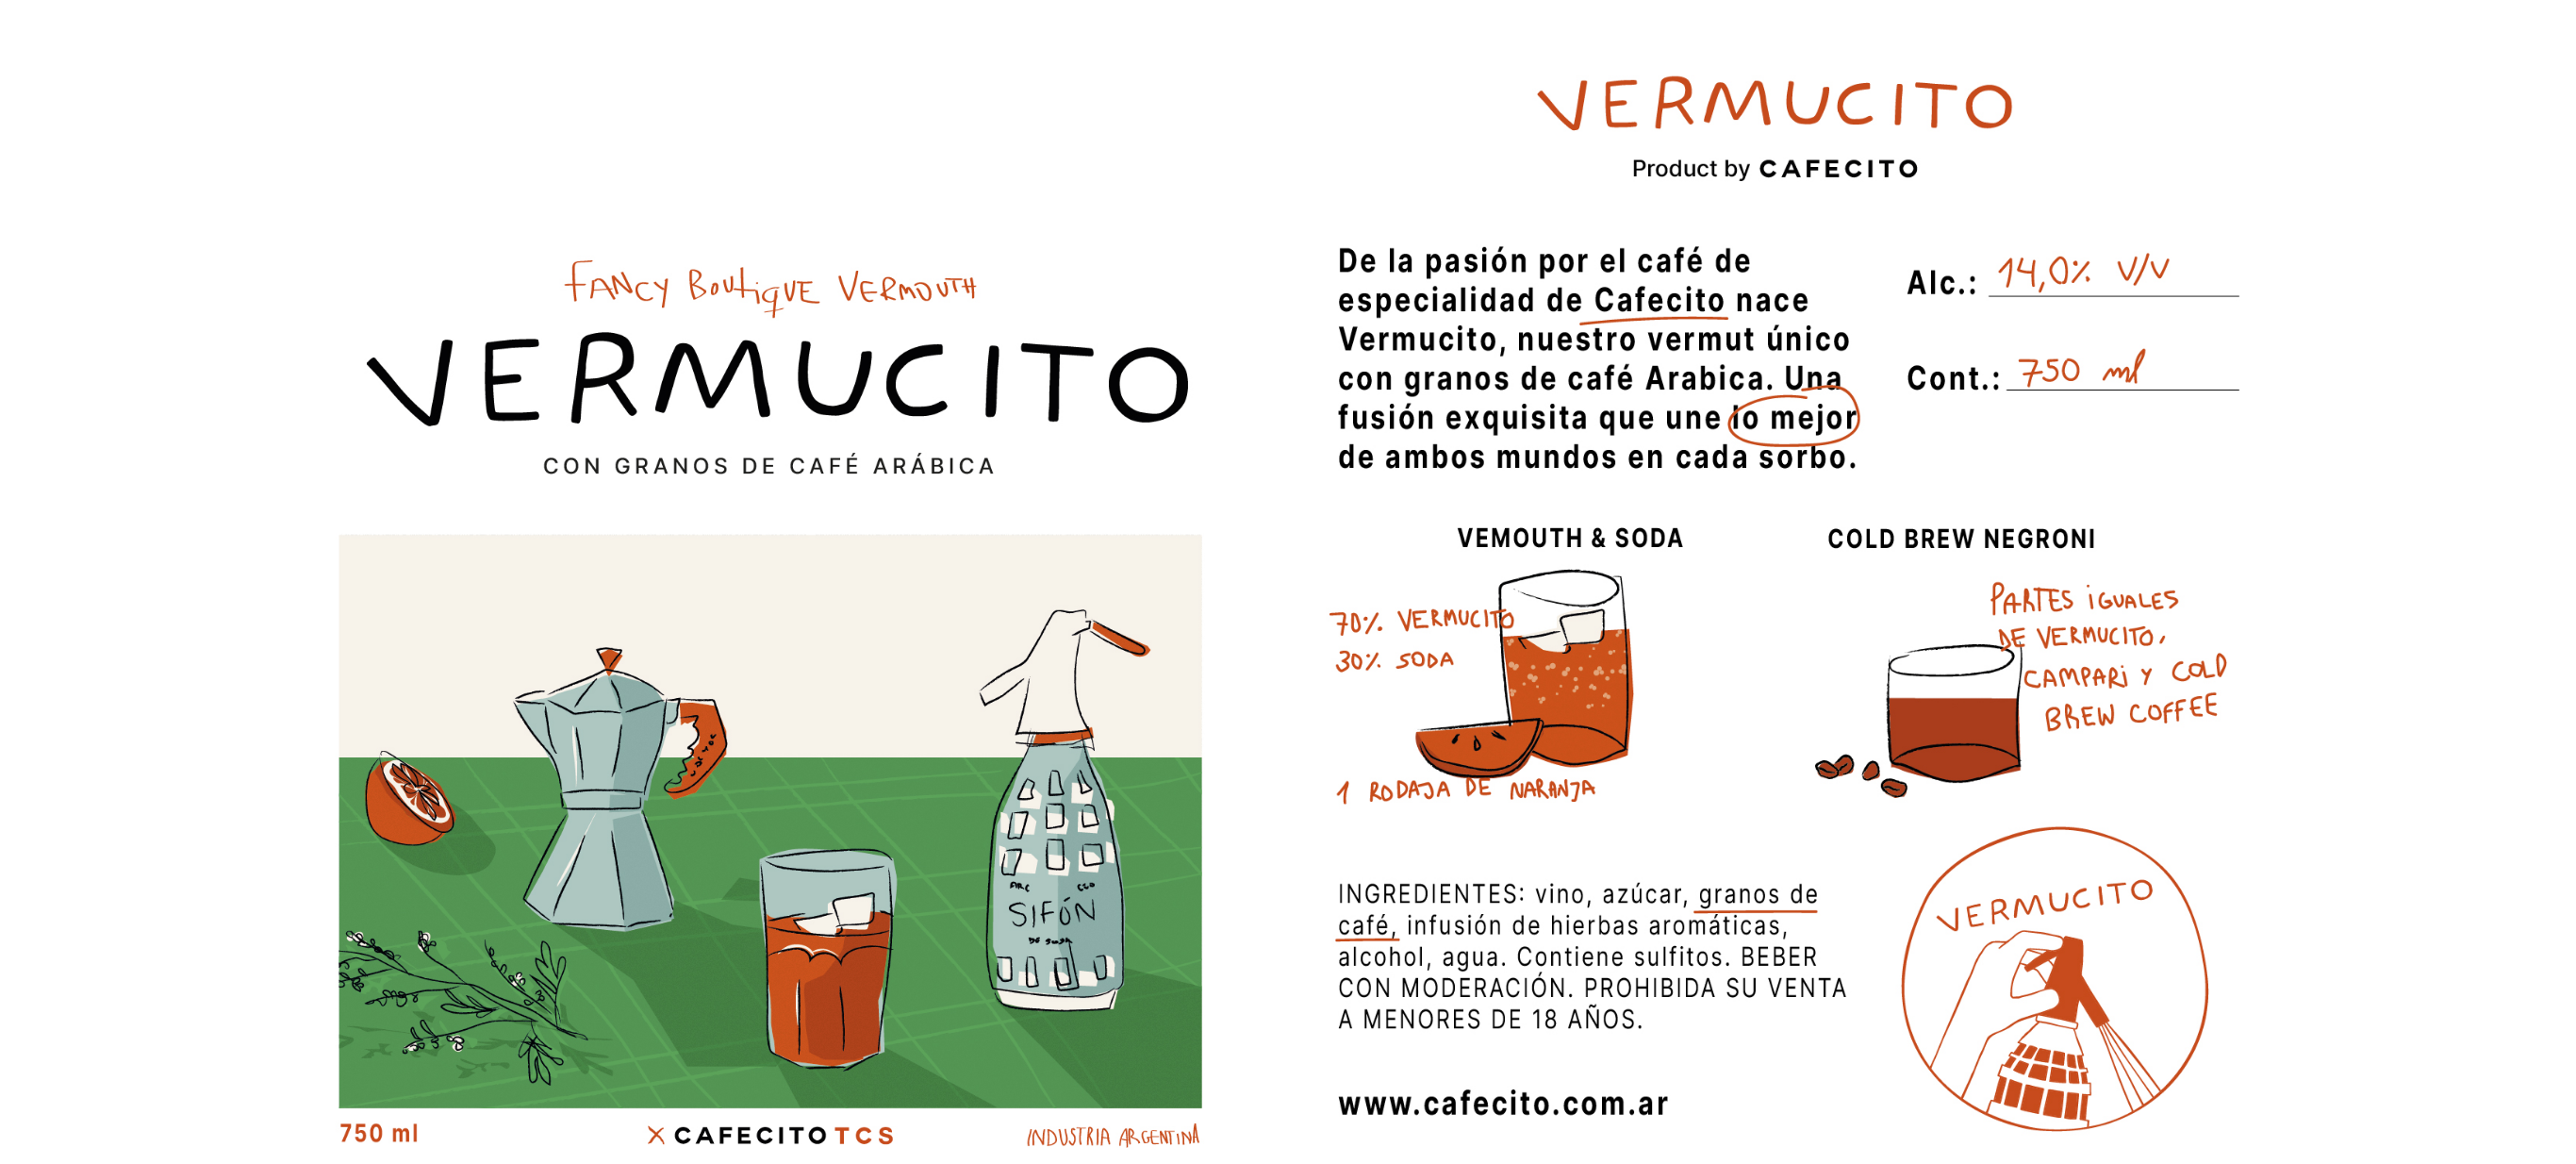 FANCY BOUTIQUE VERMOUTH
VERMUCITO
CON GRANOS DE CAFÉ ARÁBICA
SIFÓN
DE SODA
750 ml
X CAFECITO TCS
INDUSTRIA ARGENTINA
VERMUCITO
Product by CAFECITO
De la pasión por el café de
especialidad de Cafecito nace
Vermucito, nuestro vermut único
con granos de café Arabica. Una
fusión exquisita que une lo mejor
de ambos mundos en cada sorbo.
Alc.: 14,0% V/V
Cont.: 750 ml
VEMOUTH & SODA
70% VERMUCITO
30% SODA
1 RODAJA DE NARANJA
COLD BREW NEGRONI
PARTES IGUALES
DE VERMUCITO,
CAMPARI Y COLD
BREW COFFEE
INGREDIENTES: vino, azúcar, granos de
café, infusión de hierbas aromáticas,
alcohol, agua. Contiene sulfitos. BEBER
CON MODERACIÓN. PROHIBIDA SU VENTA
A MENORES DE 18 AÑOS.
www.cafecito.com.ar
VERMUCITO